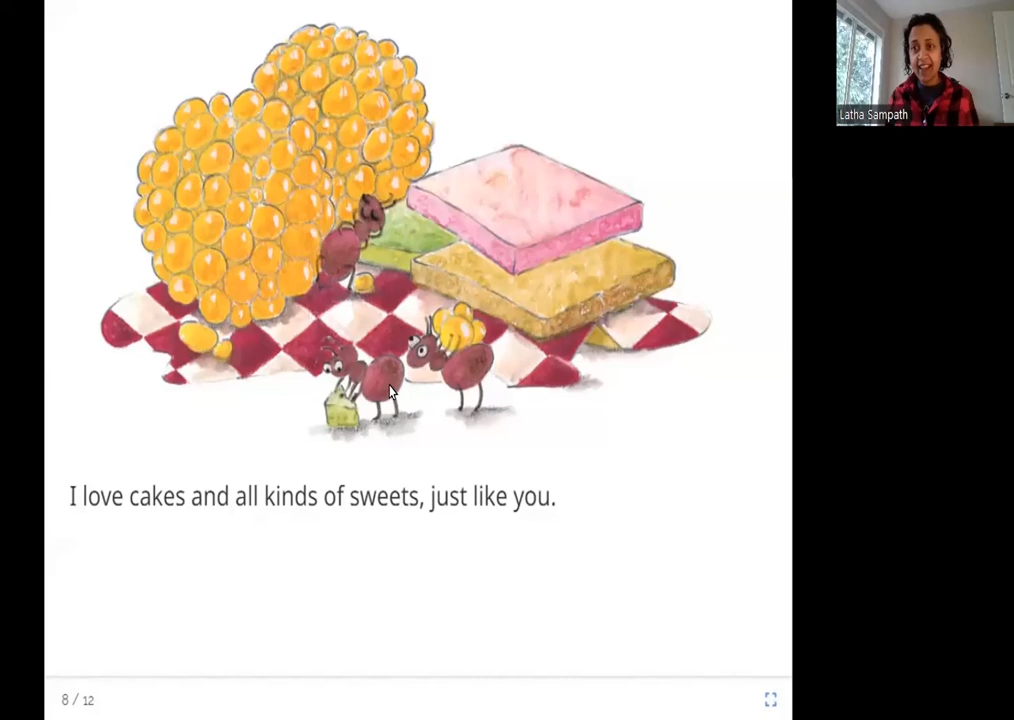 Latha Sampath
I love cakes and all kinds of sweets, just like you.
8 / 12